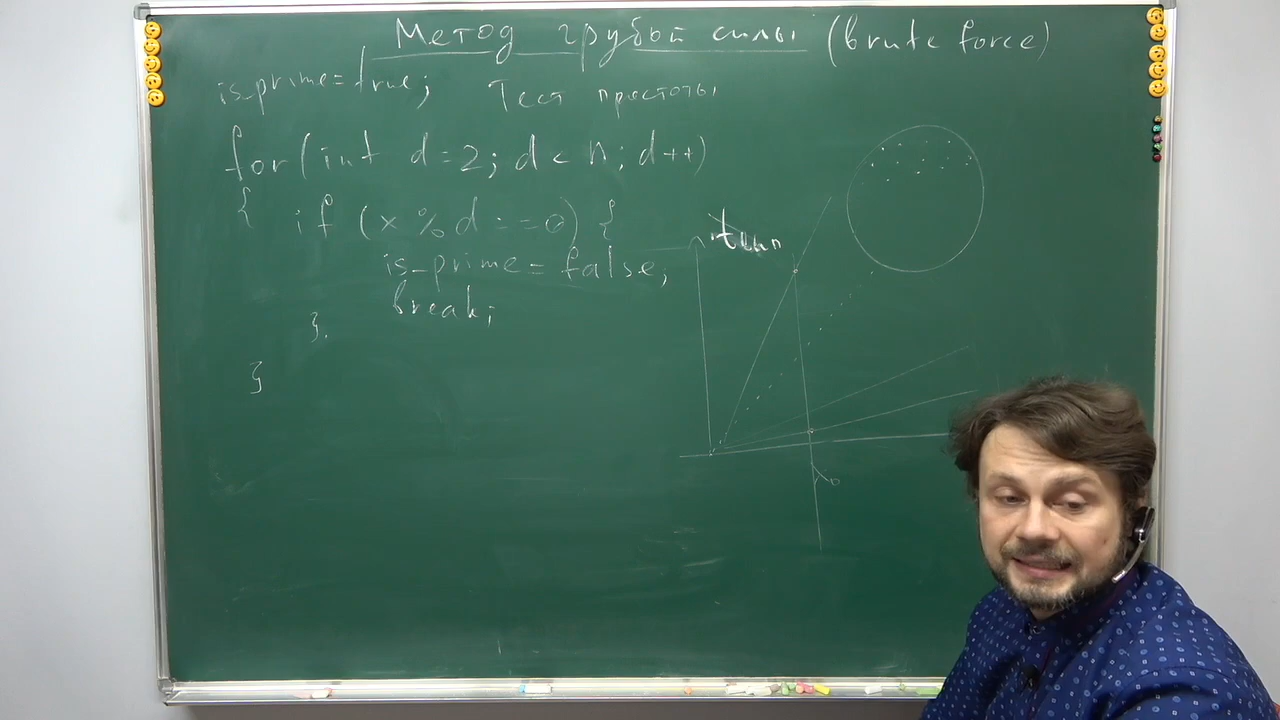 Метод грубой силы (brute force)
is_prime=true; Тест простоты
for(int d=2; d<n; d++)
{ if (x%d==0) {
is_prime=false;
break;
}
}